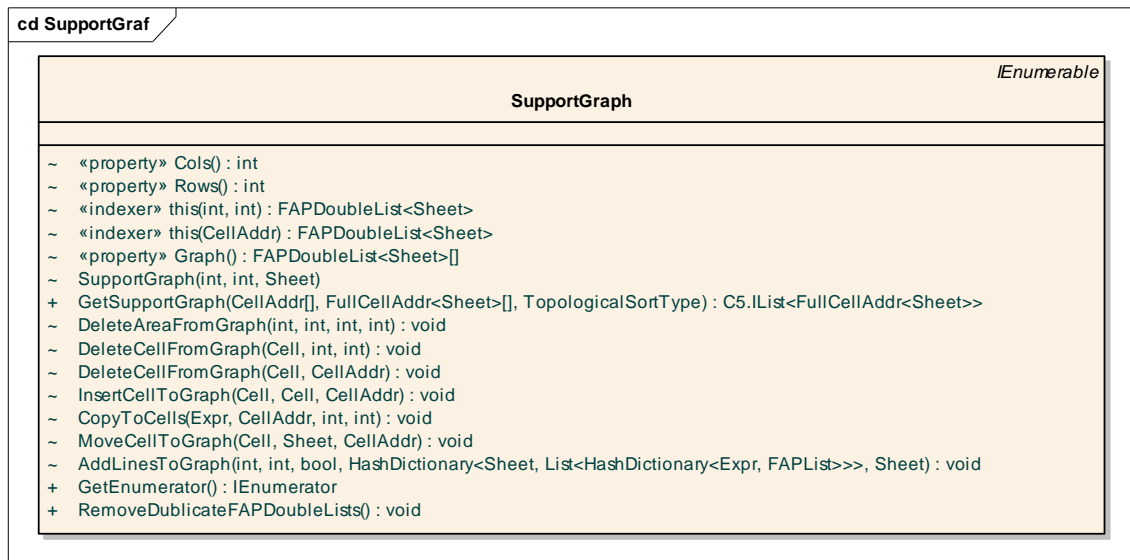 cd SupportGraf
IEnumerable
SupportGraph
~ «property» Cols() : int
~ «property» Rows() : int
~ «indexer» this(int, int) : FAPDoubleList<Sheet>
~ «indexer» this(CellAddr) : FAPDoubleList<Sheet>
~ «property» Graph() : FAPDoubleList<Sheet>[]
~ SupportGraph(int, int, Sheet)
+ GetSupportGraph(CellAddr[], FullCellAddr<Sheet>[], TopologicalSortType) : C5.IList<FullCellAddr<Sheet>>
~ DeleteAreaFromGraph(int, int, int, int) : void
~ DeleteCellFromGraph(Cell, int, int) : void
~ DeleteCellFromGraph(Cell, CellAddr) : void
~ InsertCellToGraph(Cell, Cell, CellAddr) : void
~ CopyToCells(Expr, CellAddr, int, int) : void
~ MoveCellToGraph(Cell, Sheet, CellAddr) : void
~ AddLinesToGraph(int, int, bool, HashDictionary<Sheet, List<HashDictionary<Expr, FAPList>>>, Sheet) : void
+ GetEnumerator() : IEnumerator
+ RemoveDublicateFAPDoubleLists() : void